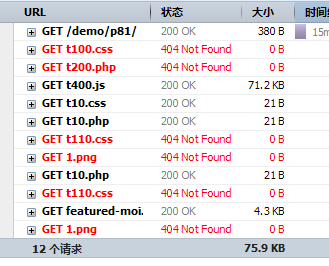 URL 状态 大小
GET /demo/p81/ 200 OK 380 B 15m
GET t100.css 404 Not Found 0 B
GET t200.php 404 Not Found 0 B
GET t400.js 200 OK 71.2 KB
GET t10.css 200 OK 21 B
GET t10.php 200 OK 21 B
GET t110.css 404 Not Found 0 B
GET 1.png 404 Not Found 0 B
GET t10.php 200 OK 21 B
GET t110.css 404 Not Found 0 B
GET featured-moi. 200 OK 4.3 KB
GET 1.png 404 Not Found 0 B
12 个请求 75.9 KB